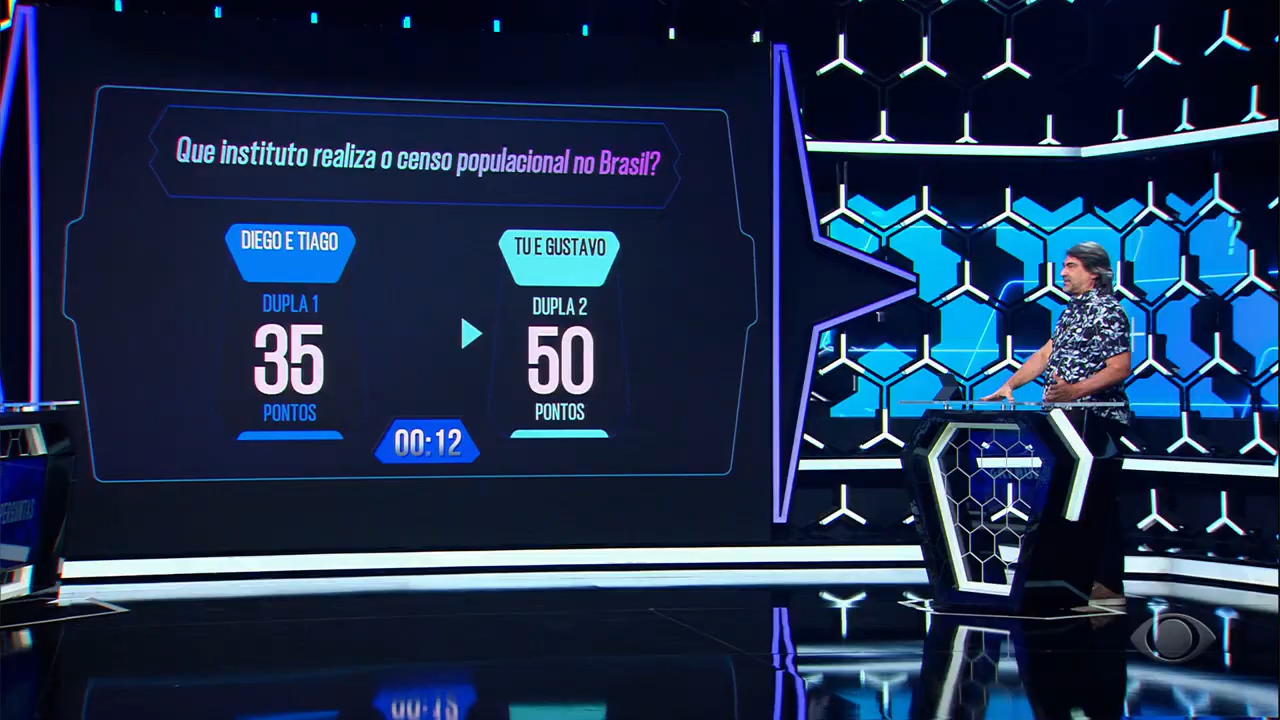 Que instituto realiza o censo populacional no Brasil?
DIEGO E TIAGO
TU E GUSTAVO
DUPLA 1
DUPLA 2
35
50
PONTOS
PONTOS
00:12
PERGUNTAS
?